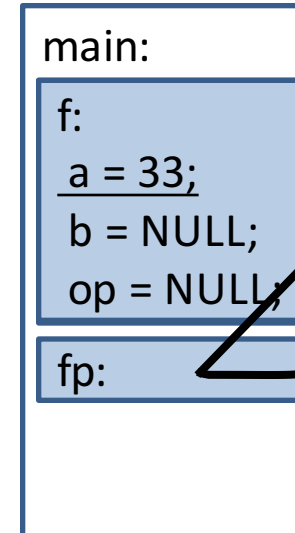 main:
f:
a = 33;
b = NULL;
op = NULL;
fp: